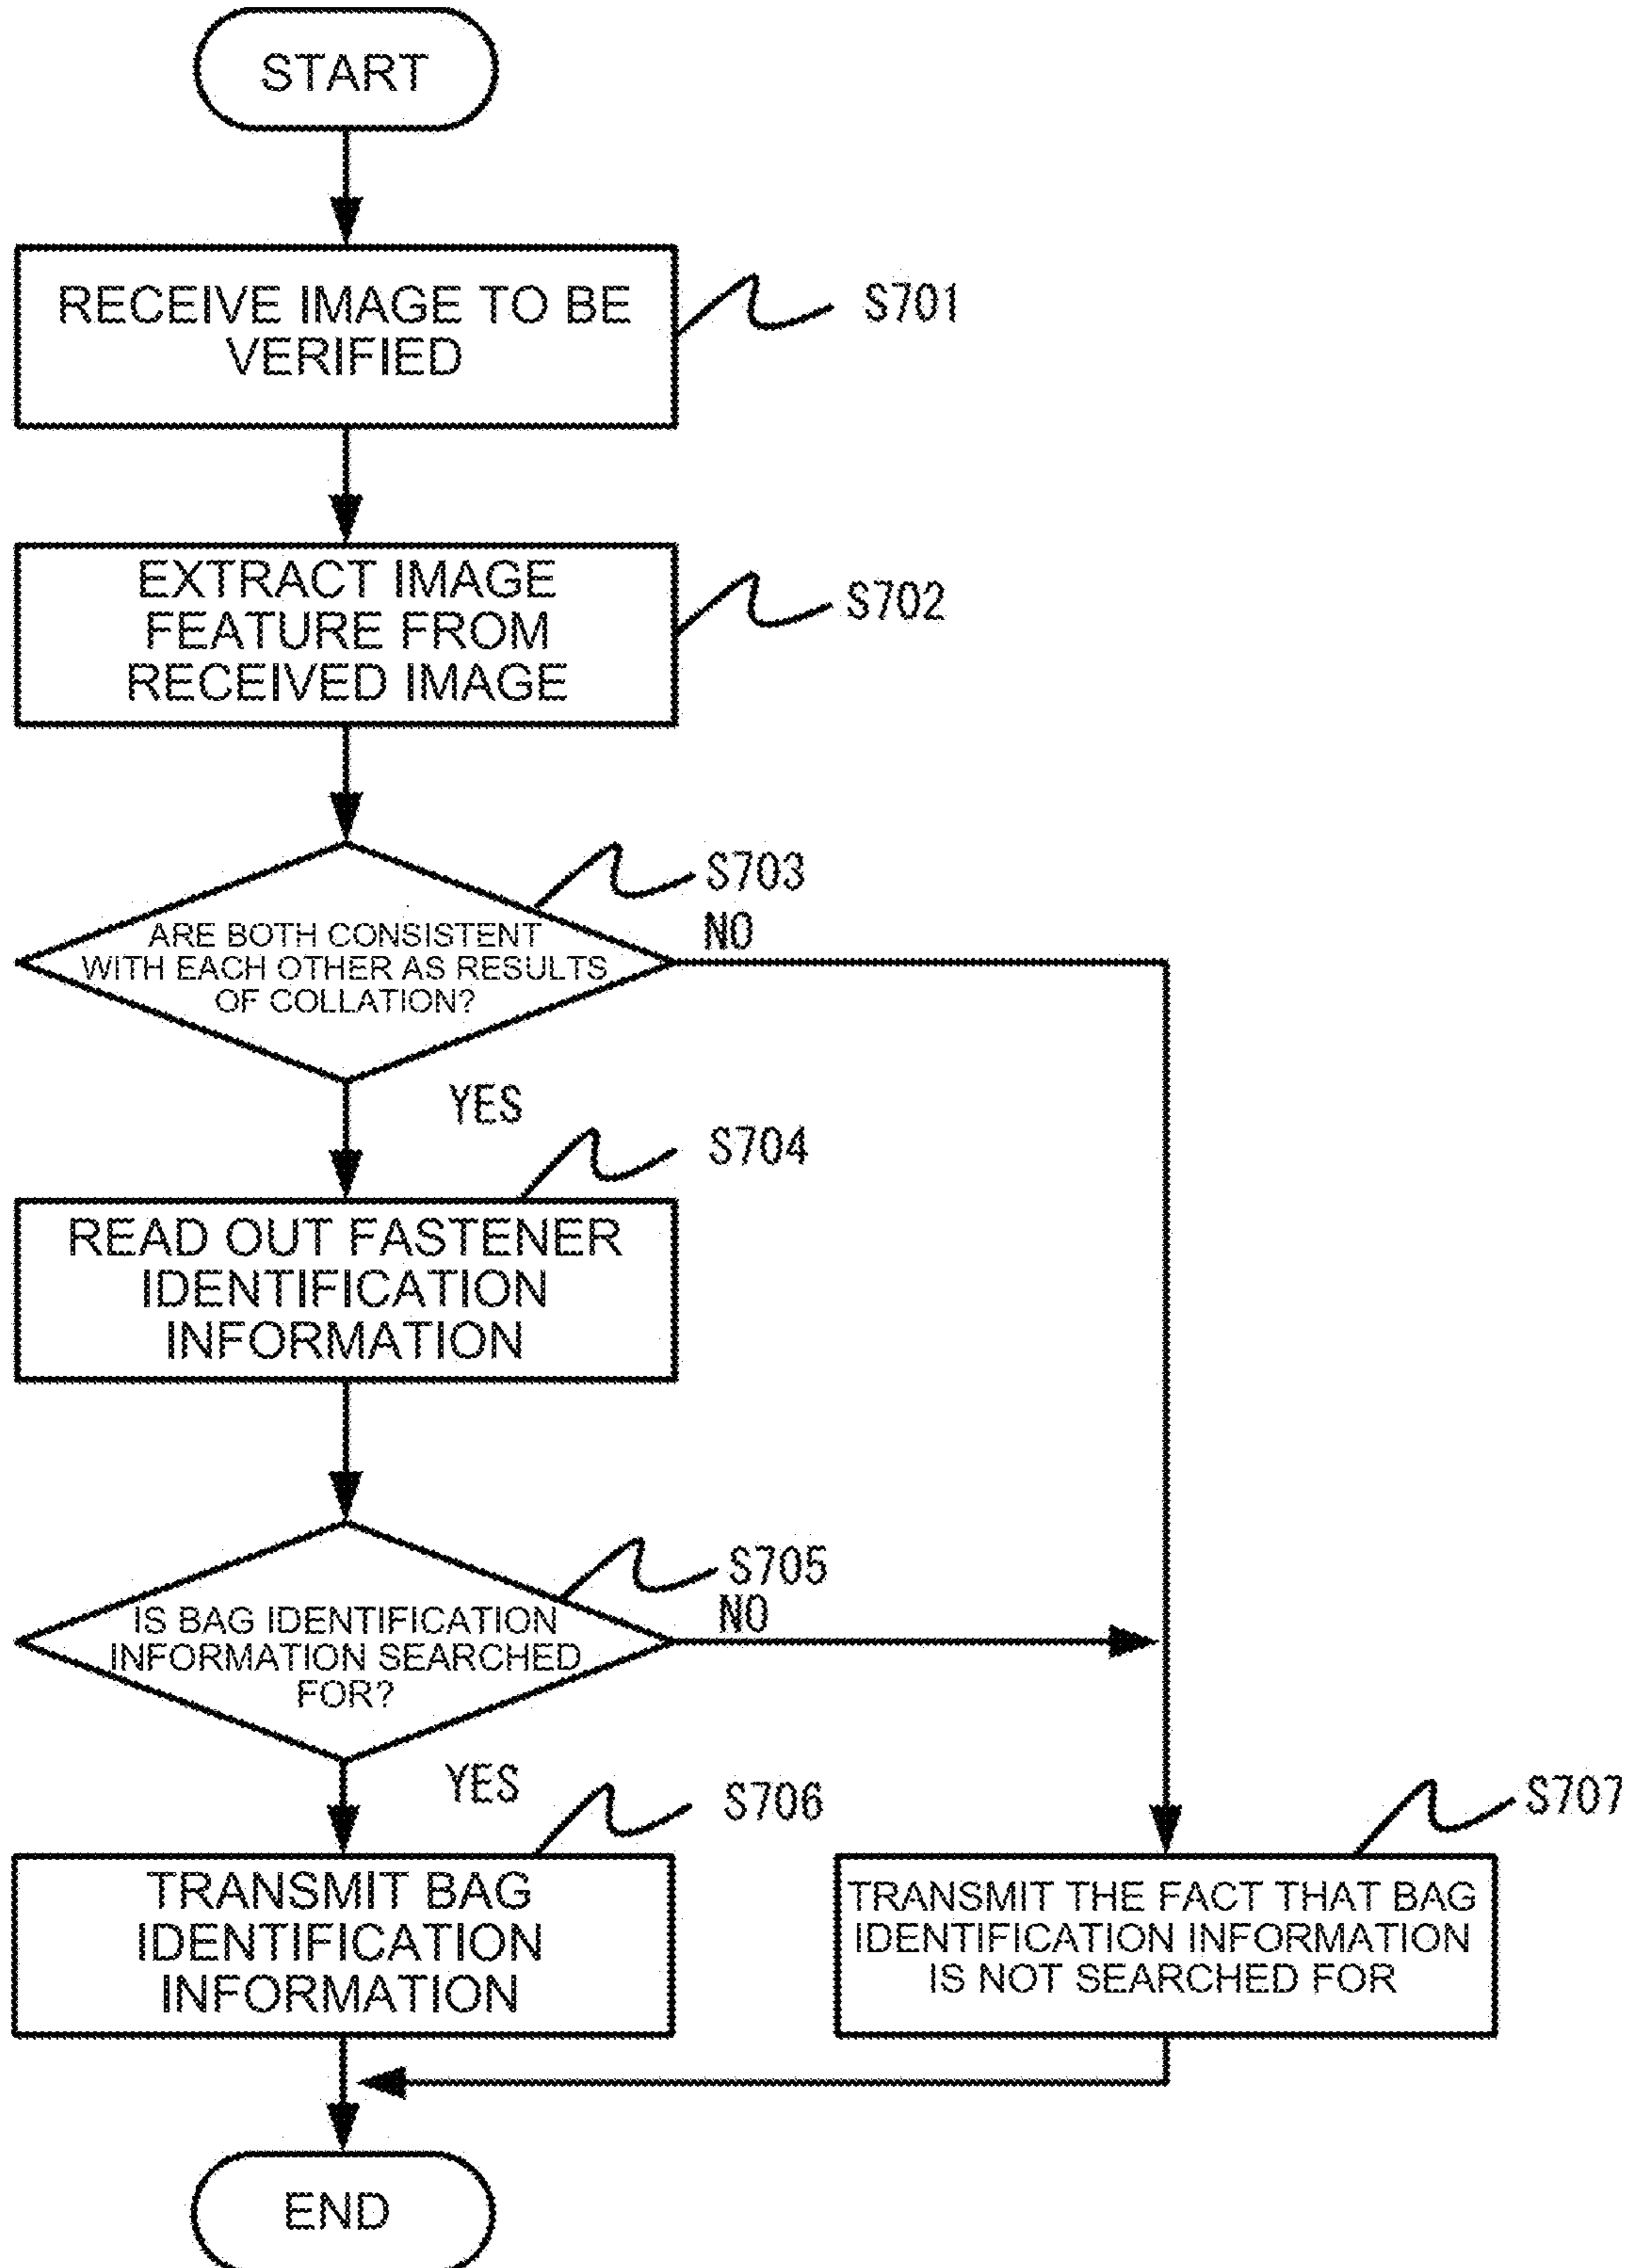 START
RECEIVE IMAGE TO BE
VERIFIED
S701
EXTRACT IMAGE
FEATURE FROM
RECEIVED IMAGE
S702
S703
ARE BOTH CONSISTENT
WITH EACH OTHER AS RESULTS
OF COLLATION?
NO
YES
S704
READ OUT FASTENER
IDENTIFICATION
INFORMATION
S705
IS BAG IDENTIFICATION
INFORMATION SEARCHED
FOR?
NO
YES
S706
TRANSMIT BAG
IDENTIFICATION
INFORMATION
S707
TRANSMIT THE FACT THAT BAG
IDENTIFICATION INFORMATION
IS NOT SEARCHED FOR
END